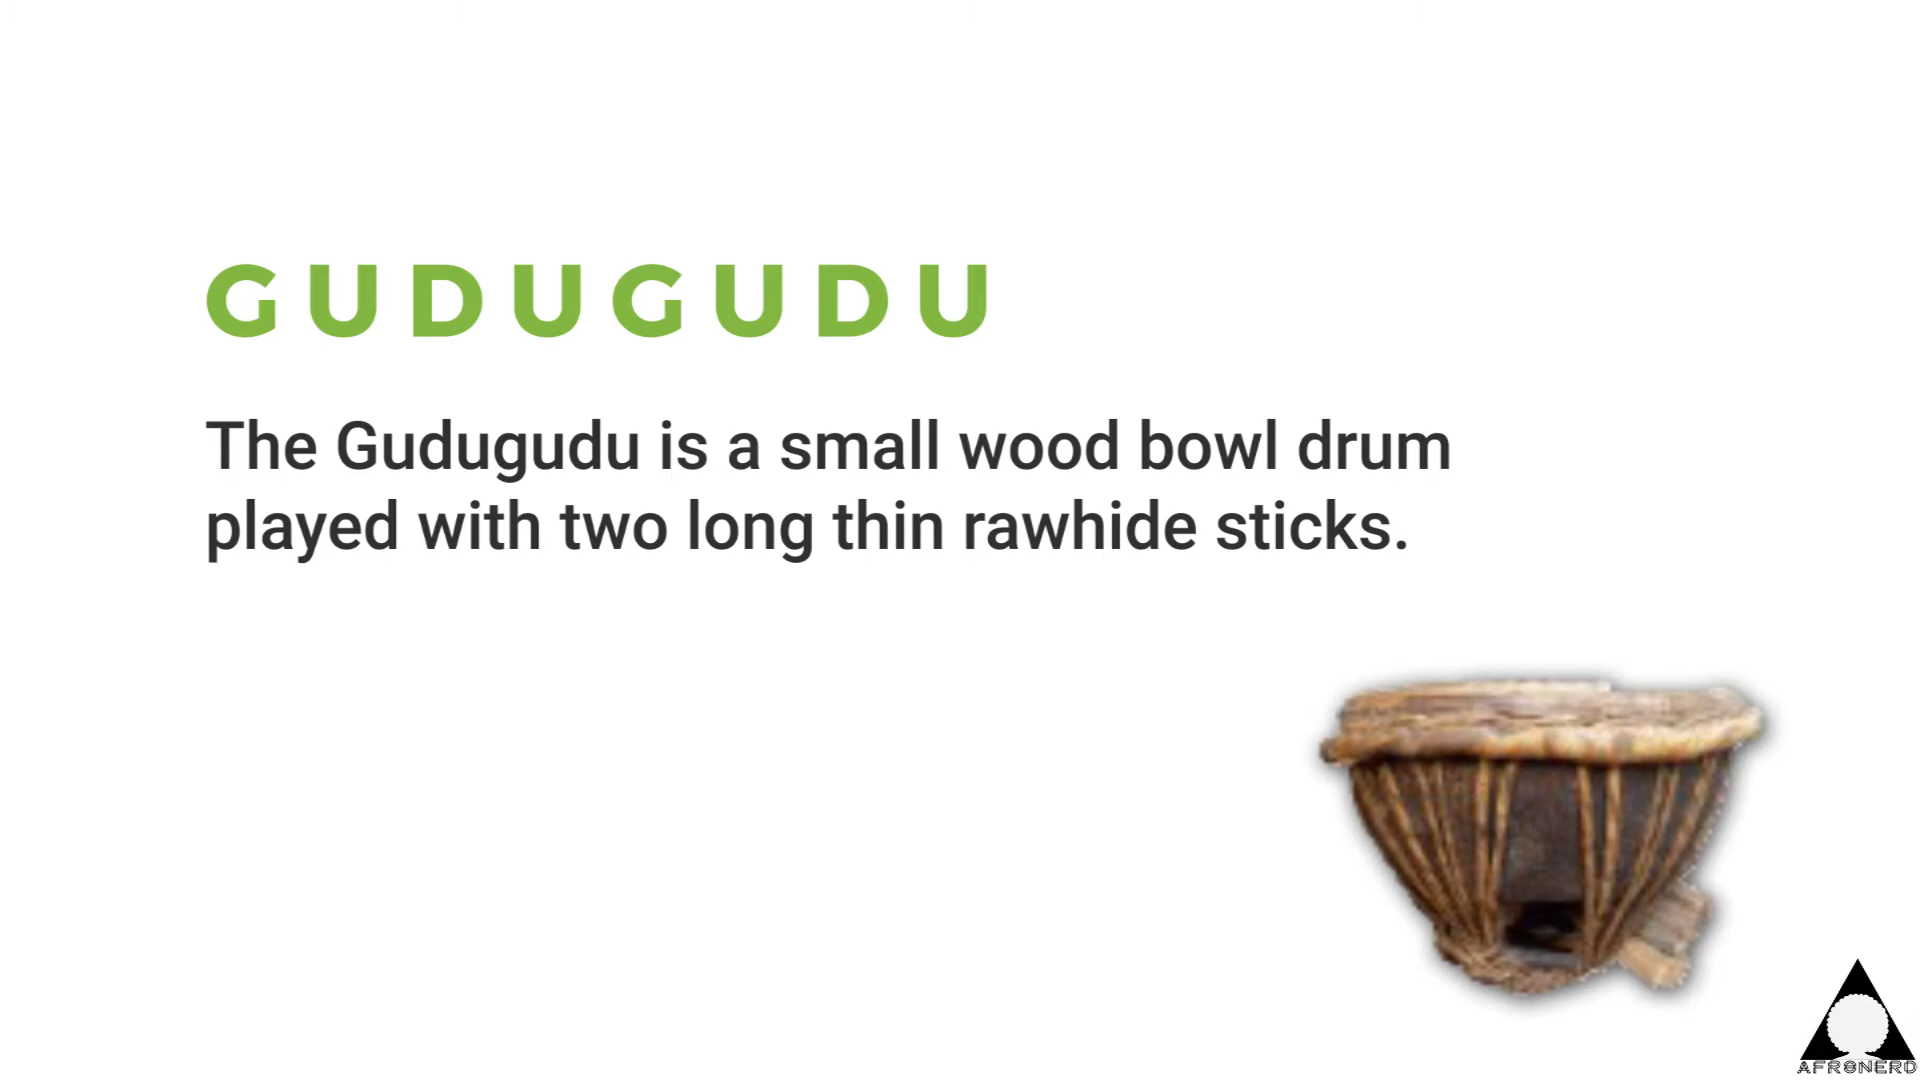 GUDUGUDU
The Gudugudu is a small wood bowl drum
played with two long thin rawhide sticks.
AFRONERD